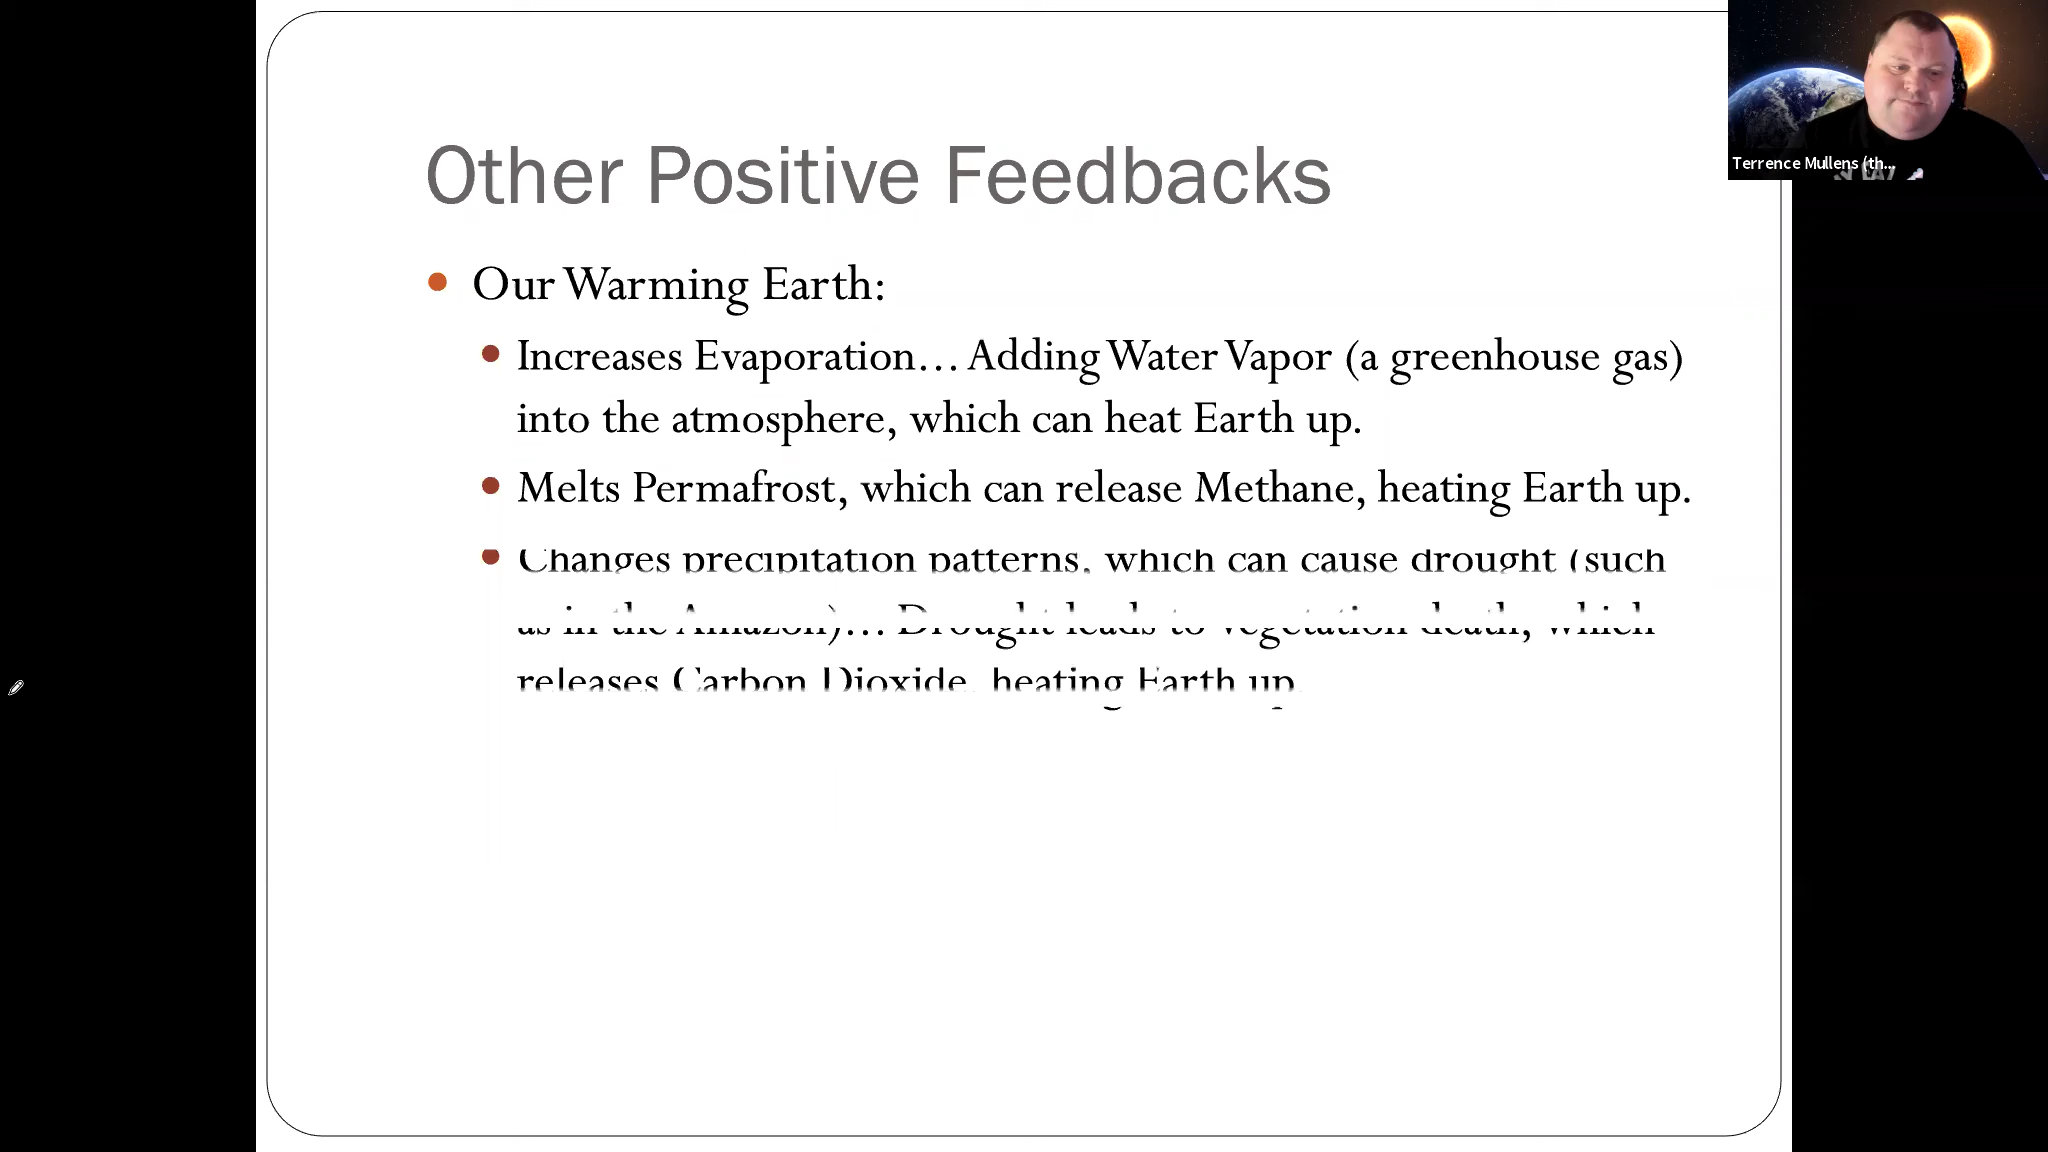 Other Positive Feedbacks
Our Warming Earth:
Increases Evaporation… Adding Water Vapor (a greenhouse gas)
into the atmosphere, which can heat Earth up.
Melts Permafrost, which can release Methane, heating Earth up.
Changes precipitation patterns, which can cause drought (such
as in the Amazon)… Drought leads to vegetation death, which
releases Carbon Dioxide, heating Earth up.
Terrence Mullens (th...